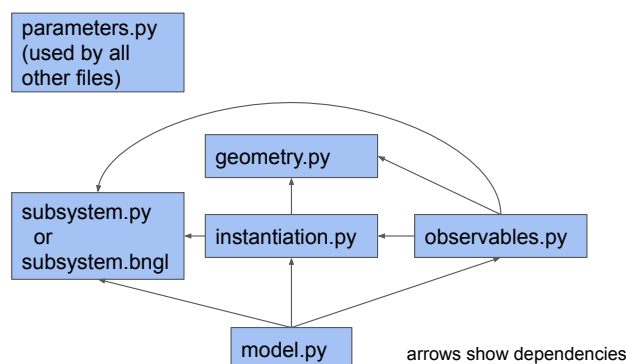 parameters.py
(used by all
other files)
geometry.py
subsystem.py
or
subsystem.bngl
instantiation.py
observables.py
model.py
arrows show dependencies